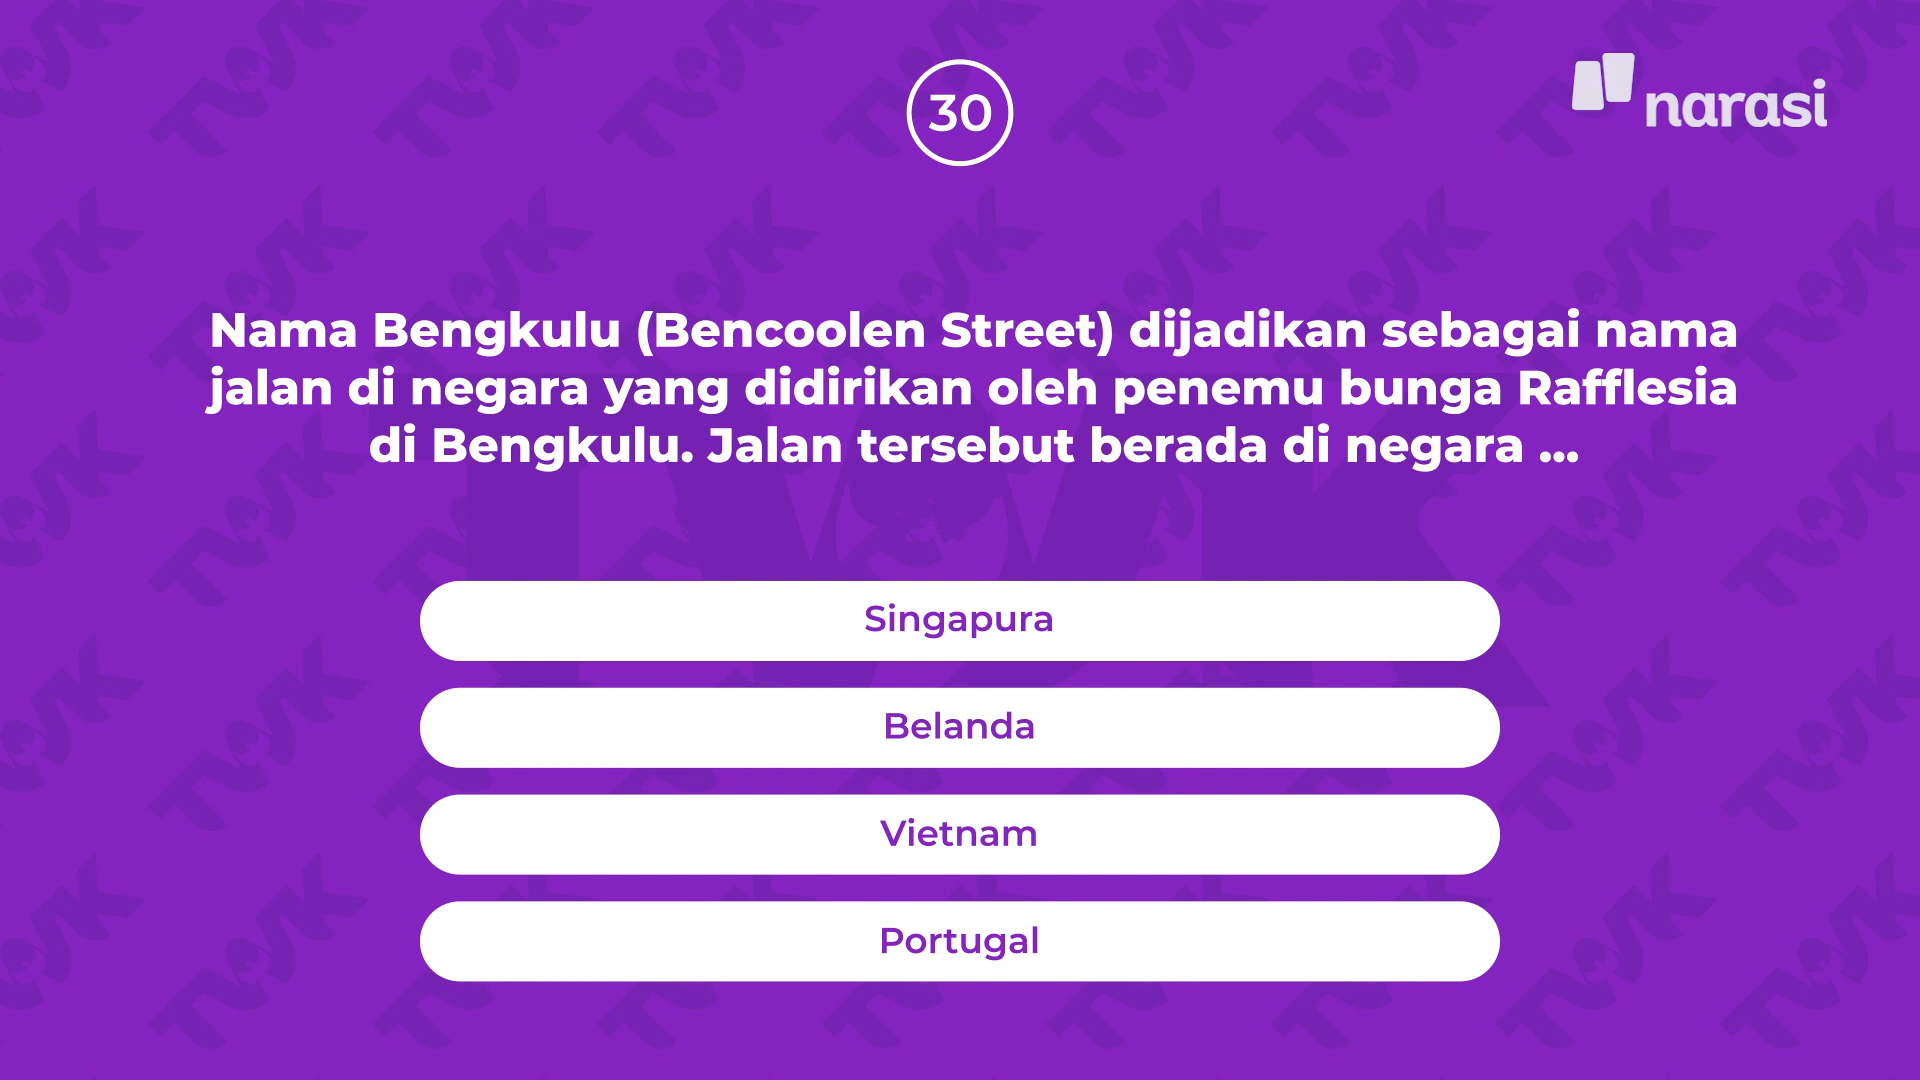 30
narasi
Nama Bengkulu (Bencoolen Street) dijadikan sebagai nama
jalan di negara yang didirikan oleh penemu bunga Rafflesia
di Bengkulu. Jalan tersebut berada di negara ...
TWK
Singapura
Belanda
Vietnam
Portugal